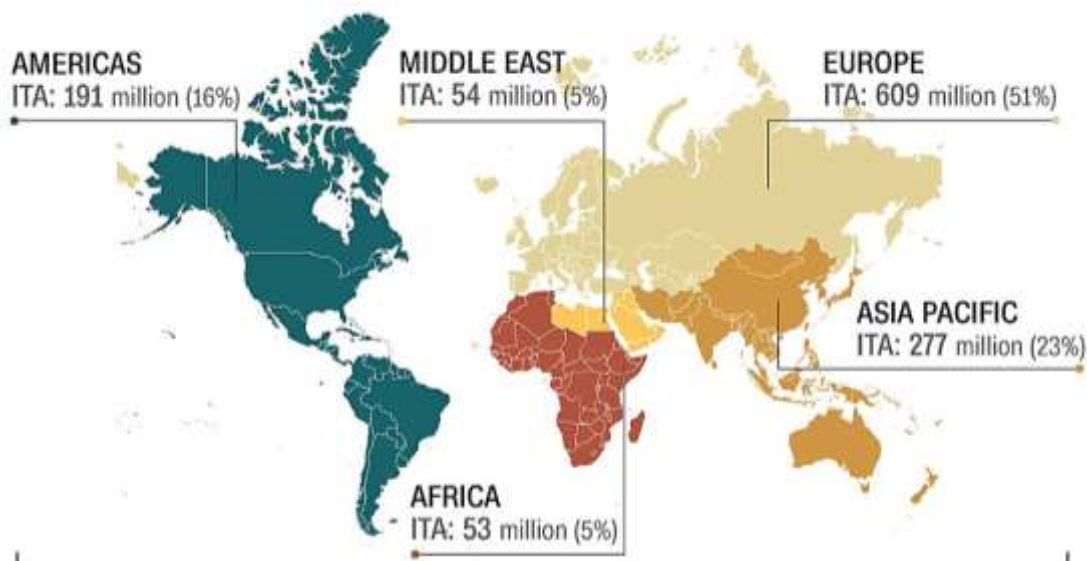 AMERICAS
ITA: 191 million (16%)
MIDDLE EAST
ITA: 54 million (5%)
EUROPE
ITA: 609 million (51%)
ASIA PACIFIC
ITA: 277 million (23%)
AFRICA
ITA: 53 million (5%)